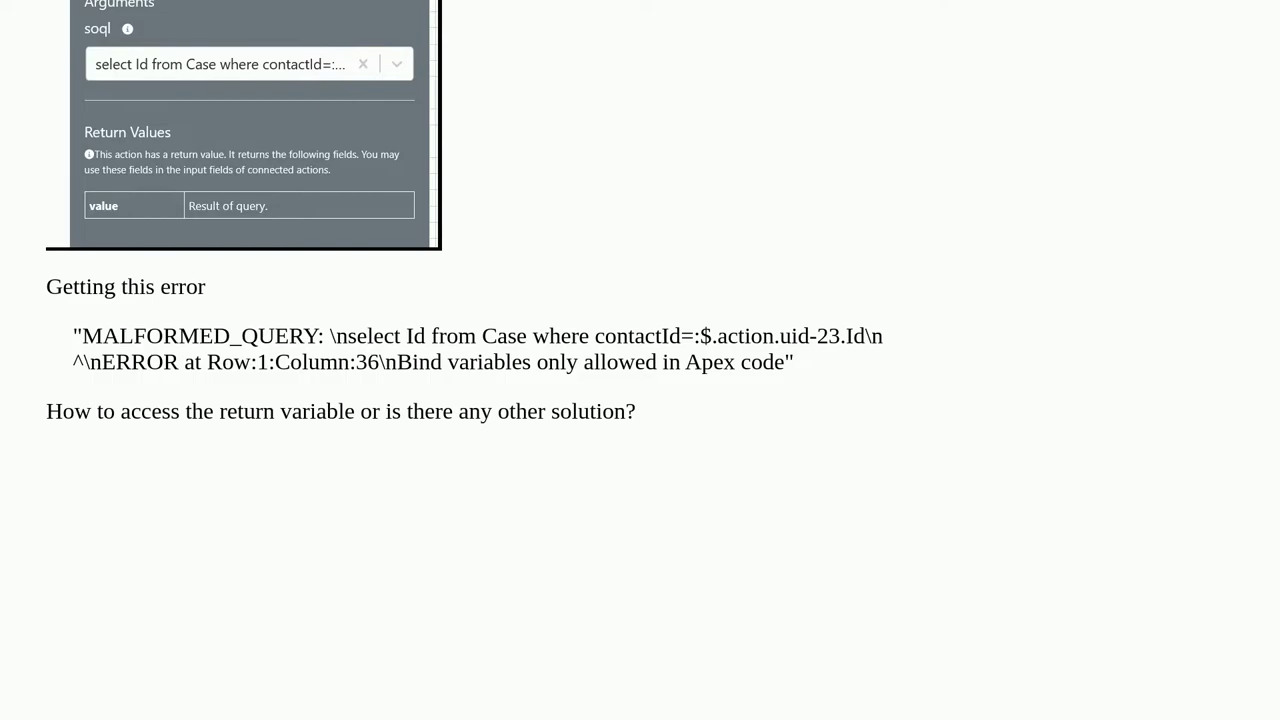 Arguments
soql
select Id from Case where contactId=:...
Return Values
This action has a return value. It returns the following fields. You may
use these fields in the input fields of connected actions.
value Result of query.
Getting this error
"MALFORMED_QUERY: \nselect Id from Case where contactId=:$.action.uid-23.Id\n
^\nERROR at Row:1:Column:36\nBind variables only allowed in Apex code"
How to access the return variable or is there any other solution?